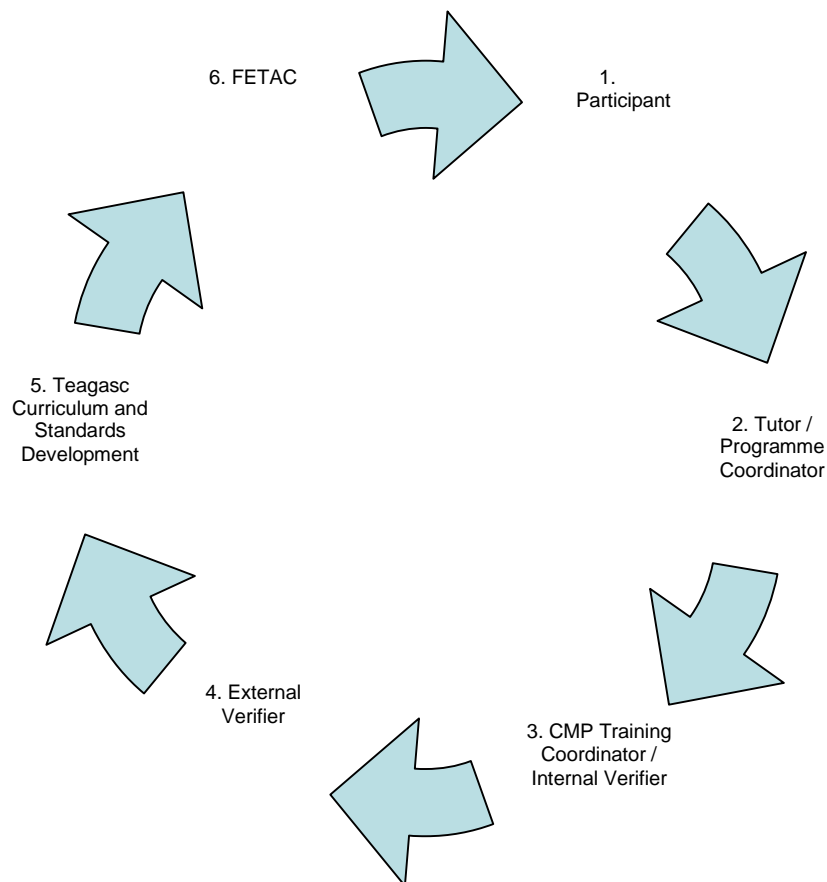 1.
Participant
2. Tutor /
Programme
Coordinator
3. CMP Training
Coordinator /
Internal Verifier
4. External
Verifier
5. Teagasc
Curriculum and
Standards
Development
6. FETAC